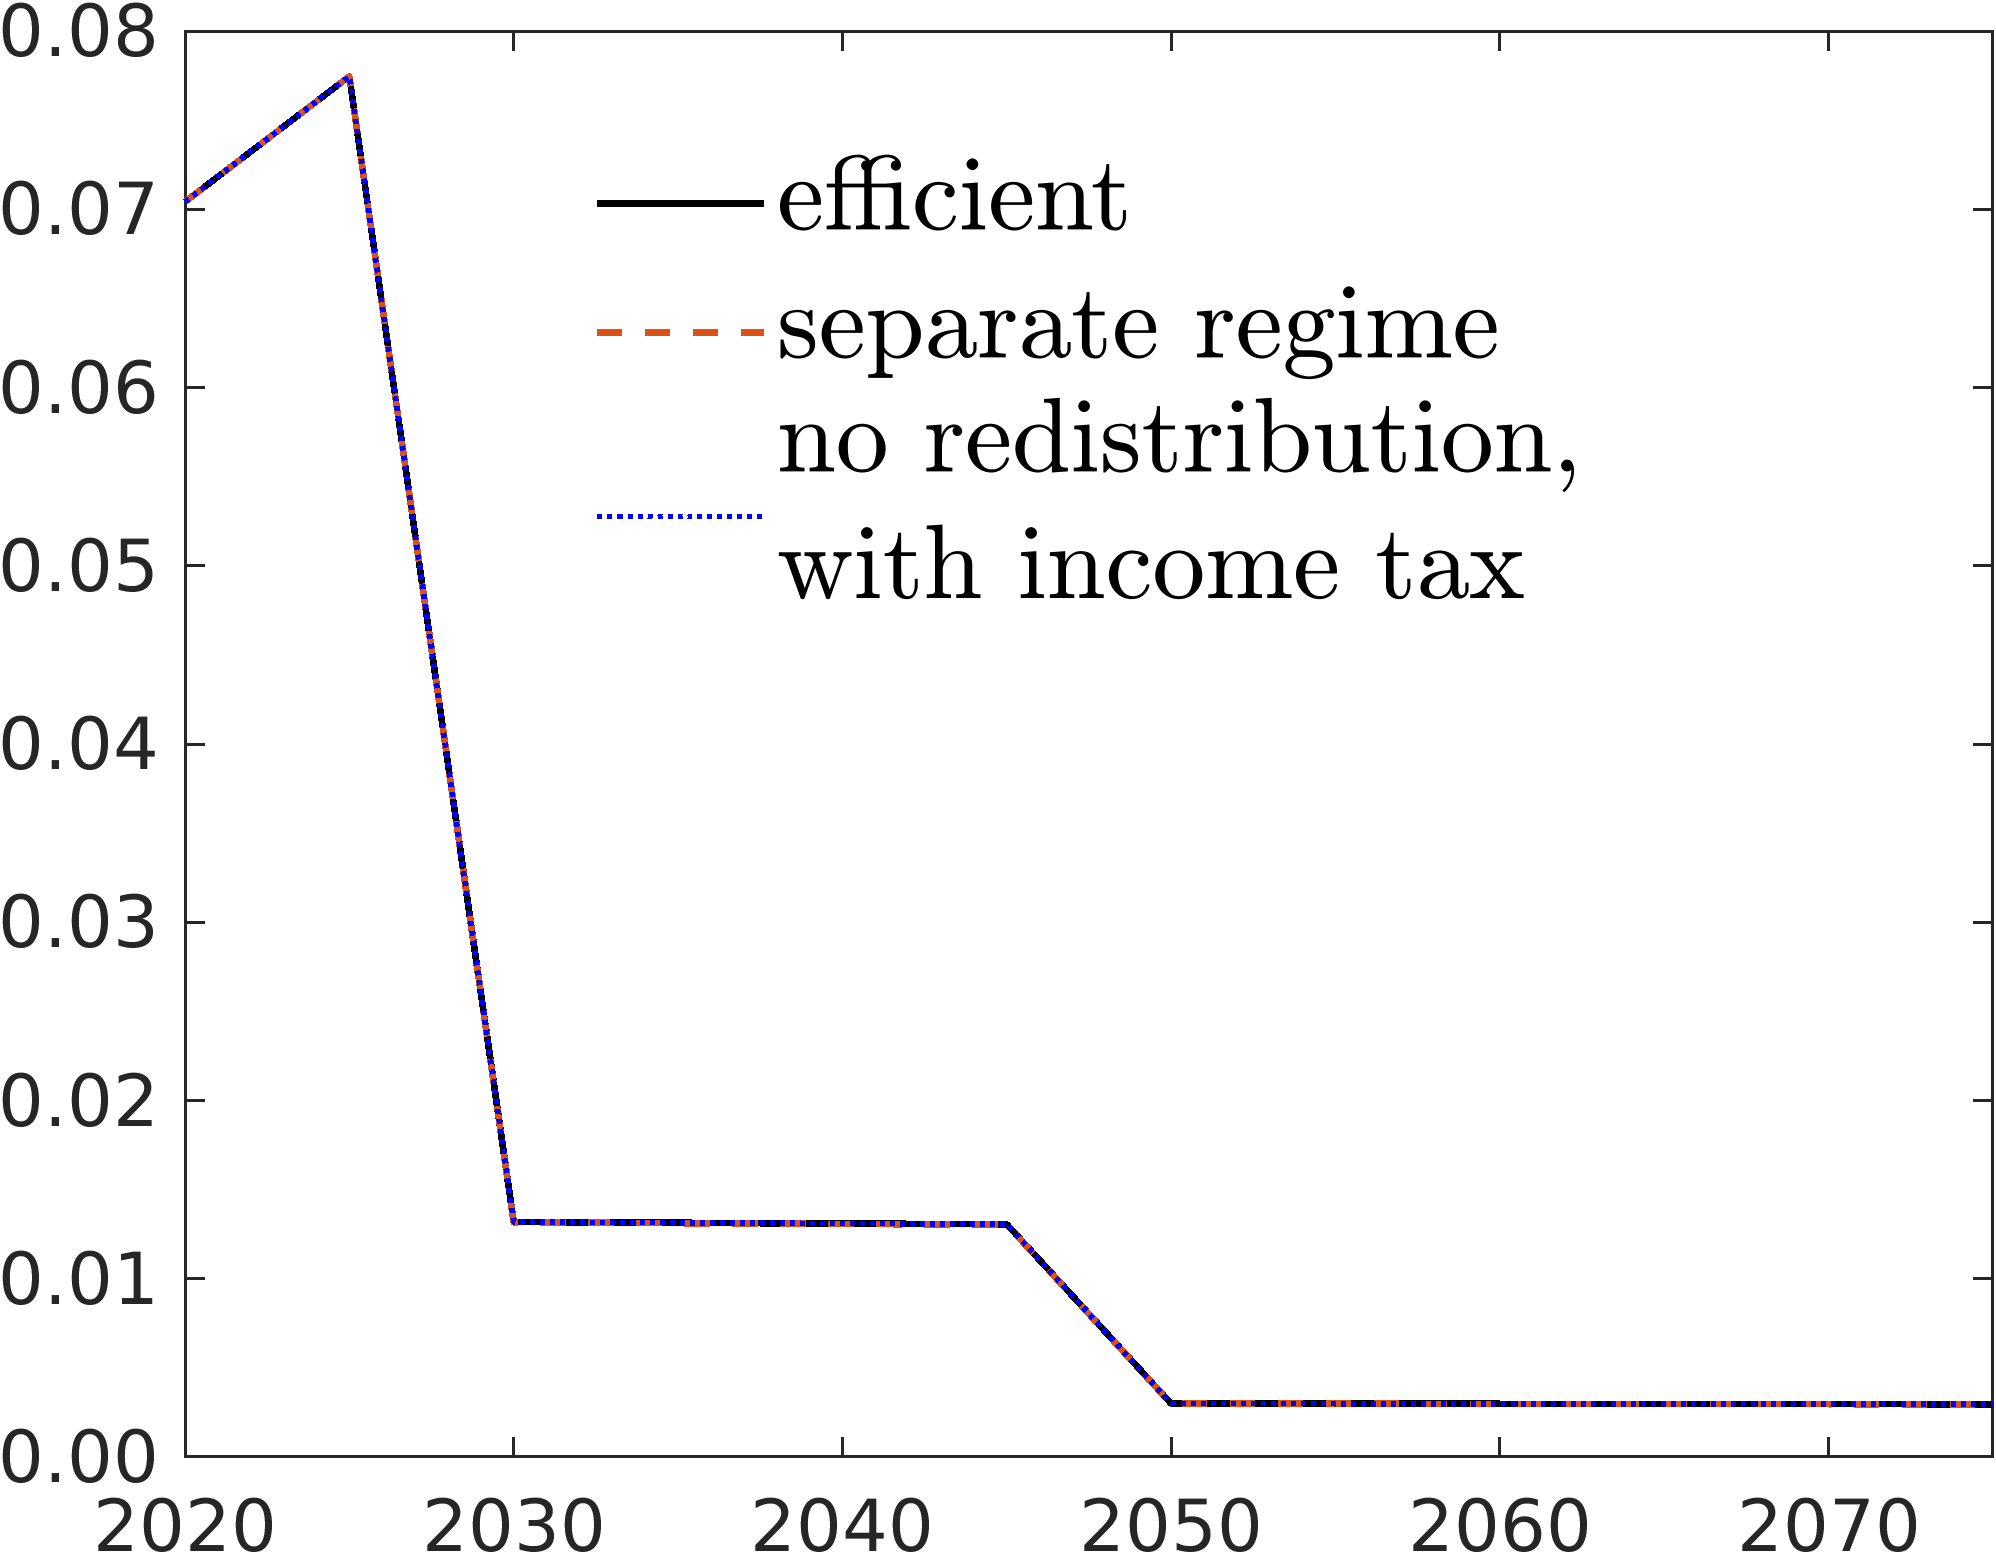 0.08
0.07
0.06
0.05
0.04
0.03
0.02
0.01
0.00
efficient
separate regime
no redistribution,
with income tax
2020 2030 2040 2050 2060 2070